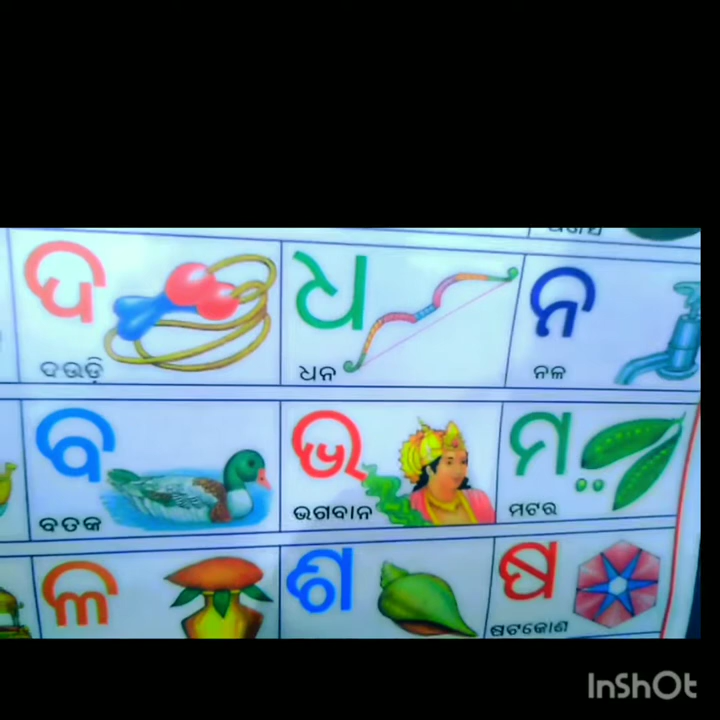 ଦ ଧ ନ
ଦଉଡ଼ି ଧନ ନଳ
ବ ଭ ମ
ବତକ ଭଗବାନ ମଟର
ଳ ଶ ଷ
ଷଟକୋଣ
InShOt